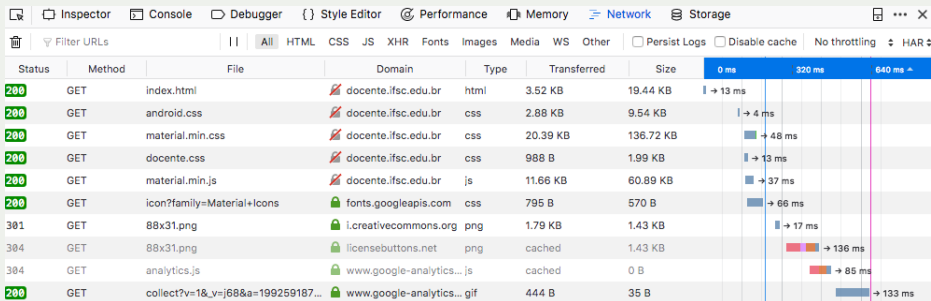 Inspector Console Debugger { } Style Editor Performance Memory Network Storage
Filter URLs All HTML CSS JS XHR Fonts Images Media WS Other Persist Logs Disable cache No throttling HAR
Status Method File Domain Type Transferred Size 0 ms 320 ms 640 ms
200 GET index.html docente.ifsc.edu.br html 3.52 KB 19.44 KB → 13 ms
200 GET android.css docente.ifsc.edu.br css 2.88 KB 9.54 KB → 4 ms
200 GET material.min.css docente.ifsc.edu.br css 20.39 KB 136.72 KB → 48 ms
200 GET docente.css docente.ifsc.edu.br css 988 B 1.99 KB → 13 ms
200 GET material.min.js docente.ifsc.edu.br js 11.66 KB 60.89 KB → 37 ms
200 GET icon?family=Material+Icons fonts.googleapis.com css 795 B 570 B → 66 ms
301 GET 88x31.png i.creativecommons.org png 1.79 KB 1.43 KB → 17 ms
304 GET 88x31.png licensebuttons.net png cached 1.43 KB → 136 ms
304 GET analytics.js www.google-analytics... js cached 0 B → 85 ms
200 GET collect?v=1&_v=j68&a=199259187... www.google-analytics... gif 444 B 35 B → 133 ms